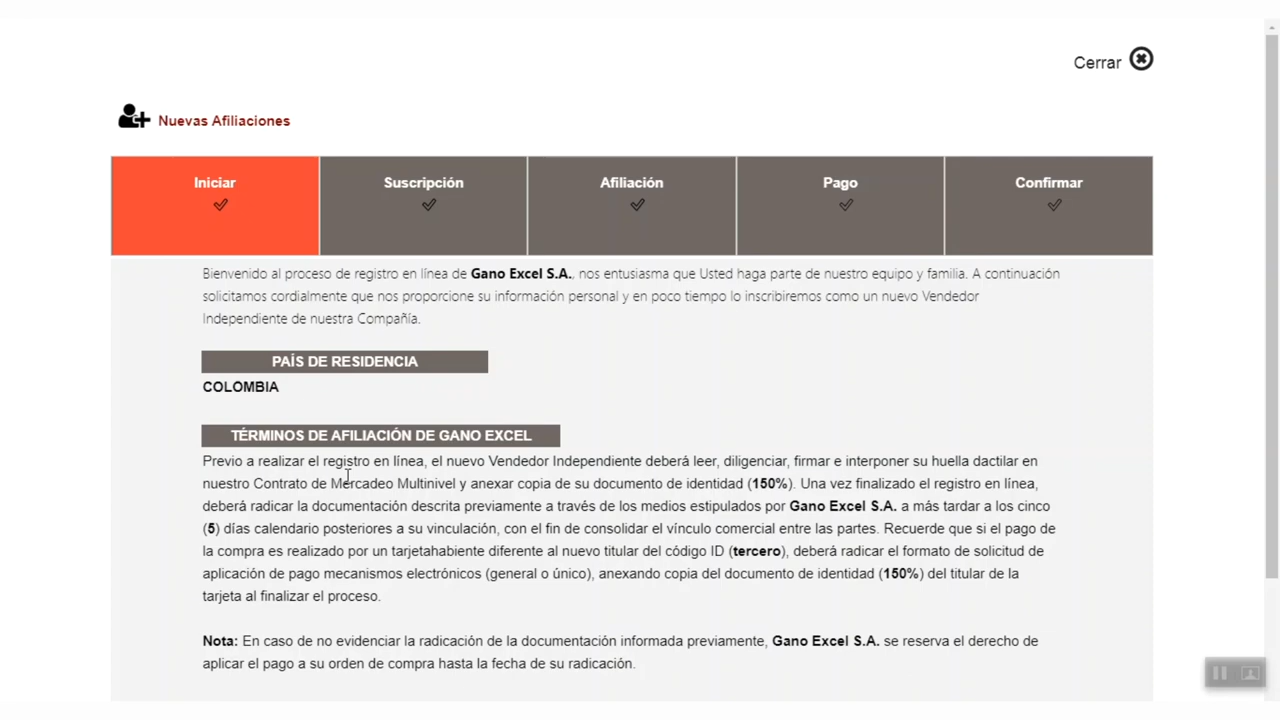 Cerrar
Nuevas Afiliaciones
Iniciar
Suscripción
Afiliación
Pago
Confirmar
Bienvenido al proceso de registro en línea de Gano Excel S.A., nos entusiasma que Usted haga parte de nuestro equipo y familia. A continuación
solicitamos cordialmente que nos proporcione su información personal y en poco tiempo lo inscribiremos como un nuevo Vendedor
Independiente de nuestra Compañía.
PAÍS DE RESIDENCIA
COLOMBIA
TÉRMINOS DE AFILIACIÓN DE GANO EXCEL
Previo a realizar el registro en línea, el nuevo Vendedor Independiente deberá leer, diligenciar, firmar e interponer su huella dactilar en
nuestro Contrato de Mercadeo Multinivel y anexar copia de su documento de identidad (150%). Una vez finalizado el registro en línea,
deberá radicar la documentación descrita previamente a través de los medios estipulados por Gano Excel S.A. a más tardar a los cinco
(5) días calendario posteriores a su vinculación, con el fin de consolidar el vínculo comercial entre las partes. Recuerde que si el pago de
la compra es realizado por un tarjetahabiente diferente al nuevo titular del código ID (tercero), deberá radicar el formato de solicitud de
aplicación de pago mecanismos electrónicos (general o único), anexando copia del documento de identidad (150%) del titular de la
tarjeta al finalizar el proceso.
Nota: En caso de no evidenciar la radicación de la documentación informada previamente, Gano Excel S.A. se reserva el derecho de
aplicar el pago a su orden de compra hasta la fecha de su radicación.